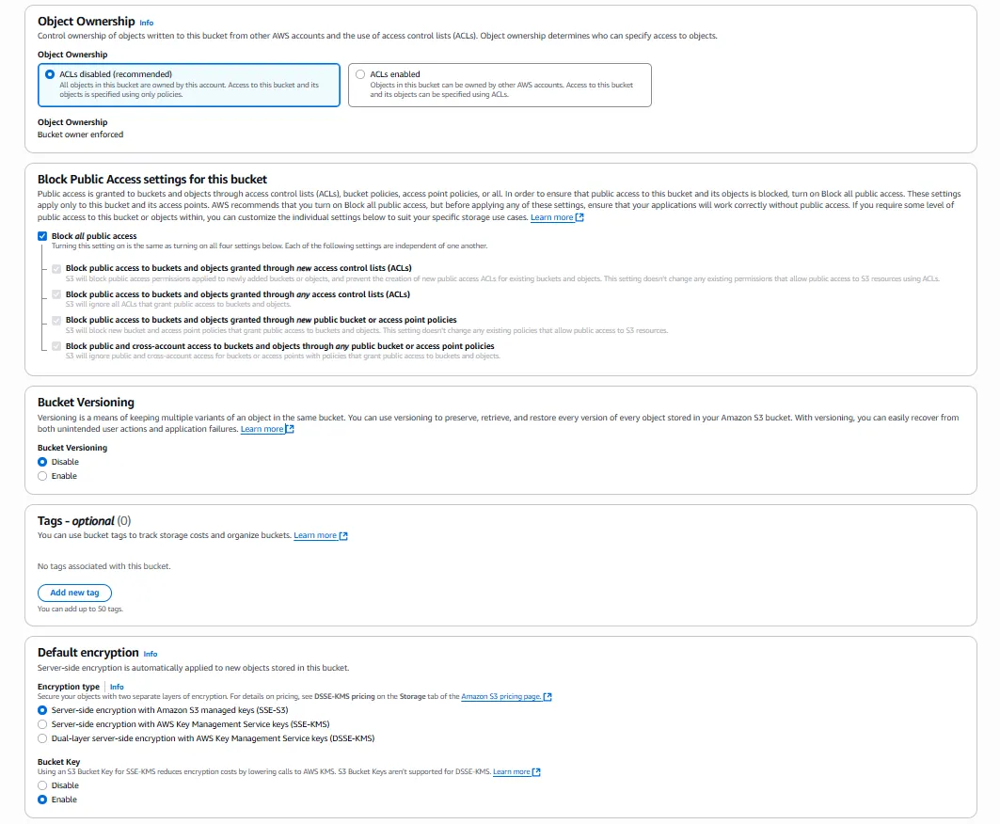 Object Ownership Info
Control ownership of objects written to this bucket from other AWS accounts and the use of access control lists (ACLs). Object ownership determines who can specify access to objects.
Object Ownership
ACLs disabled (recommended)
All objects in this bucket are owned by this account. Access to this bucket and its
objects is specified using only policies.
ACLs enabled
Objects in this bucket can be owned by other AWS accounts. Access to this bucket
and its objects can be specified using ACLs.
Object Ownership
Bucket owner enforced
Block Public Access settings for this bucket
Public access is granted to buckets and objects through access control lists (ACLs), bucket policies, access point policies, or all. In order to ensure that public access to this bucket and its objects is blocked, turn on Block all public access. These settings
apply only to this bucket and its access points. AWS recommends that you turn on Block all public access, but before applying any of these settings, ensure that your applications will work correctly without public access. If you require some level of
public access to this bucket or objects within, you can customize the individual settings below to suit your specific storage use cases. Learn more
Block all public access
Turning this setting on is the same as turning on all four settings below. Each of the following settings are independent of one another.
Block public access to buckets and objects granted through new access control lists (ACLs)
S3 will block public access permissions applied to newly added buckets or objects, and prevent the creation of new public access ACLs for existing buckets and objects. This setting doesn't change any existing permissions that allow public access to S3 resources using ACLs.
Block public access to buckets and objects granted through any access control lists (ACLs)
S3 will ignore all ACLs that grant public access to buckets and objects.
Block public access to buckets and objects granted through new public bucket or access point policies
S3 will block new bucket and access point policies that grant public access to buckets and objects. This setting doesn't change any existing policies that allow public access to S3 resources.
Block public and cross-account access to buckets and objects through any public bucket or access point policies
S3 will ignore public and cross-account access for buckets or access points with policies that grant public access to buckets and objects.
Bucket Versioning
Versioning is a means of keeping multiple variants of an object in the same bucket. You can use versioning to preserve, retrieve, and restore every version of every object stored in your Amazon S3 bucket. With versioning, you can easily recover from
both unintended user actions and application failures. Learn more
Bucket Versioning
Disable
Enable
Tags - optional (0)
You can use bucket tags to track storage costs and organize buckets. Learn more
No tags associated with this bucket.
Add new tag
You can add up to 50 tags.
Default encryption Info
Server-side encryption is automatically applied to new objects stored in this bucket.
Encryption type Info
Secure your objects with two separate layers of encryption. For details on pricing, see DSSE-KMS pricing on the Storage tab of the Amazon S3 pricing page.
Server-side encryption with Amazon S3 managed keys (SSE-S3)
Server-side encryption with AWS Key Management Service keys (SSE-KMS)
Dual-layer server-side encryption with AWS Key Management Service keys (DSSE-KMS)
Bucket Key
Using an S3 Bucket Key for SSE-KMS reduces encryption costs by lowering calls to AWS KMS. S3 Bucket Keys aren't supported for DSSE-KMS. Learn more
Disable
Enable